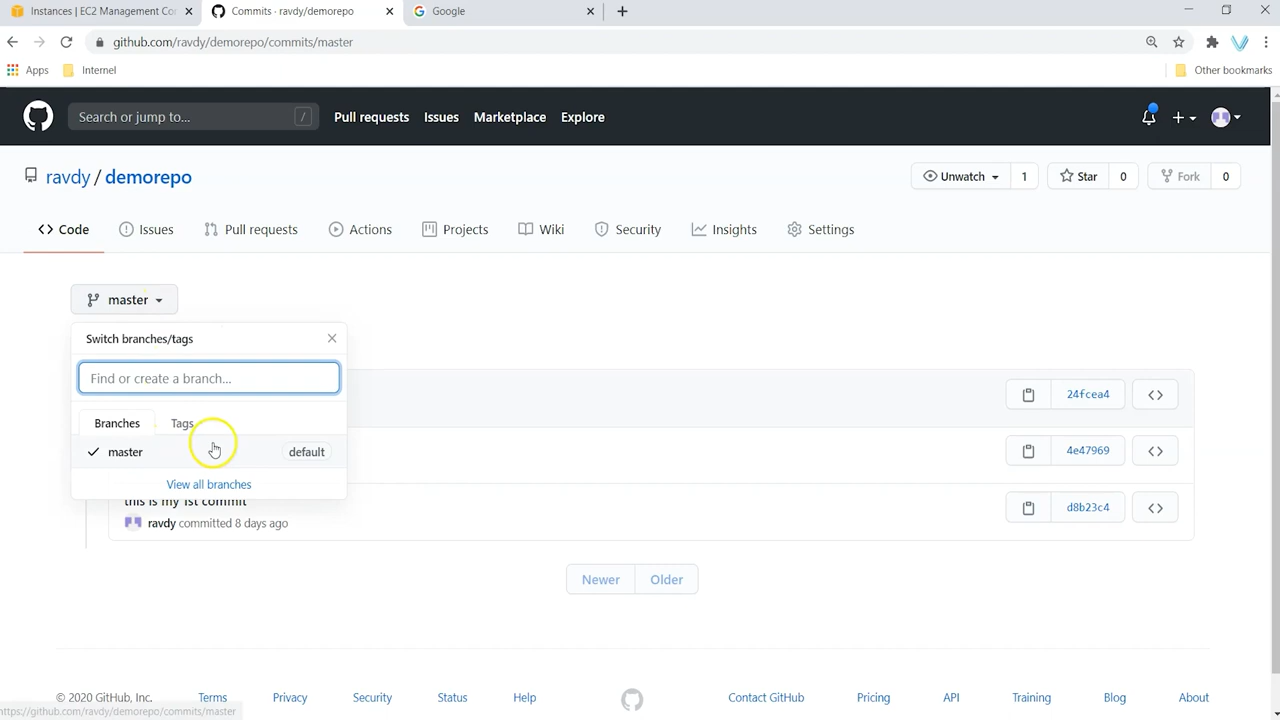 Instances | EC2 Management Con
Commits · ravdy/demorepo
Google
github.com/ravdy/demorepo/commits/master
Apps
Internet
Other bookmarks
Search or jump to...
/
Pull requests
Issues
Marketplace
Explore
ravdy / demorepo
Unwatch
1
Star
0
Fork
0
Code
Issues
Pull requests
Actions
Projects
Wiki
Security
Insights
Settings
master
Switch branches/tags
Find or create a branch...
Branches
Tags
master
default
View all branches
24fcea4
4e47969
this is my 1st commit
ravdy committed 8 days ago
d8b23c4
Newer
Older
© 2020 GitHub, Inc.
Terms
Privacy
Security
Status
Help
Contact GitHub
Pricing
API
Training
Blog
About
https://github.com/ravdy/demorepo/commits/master